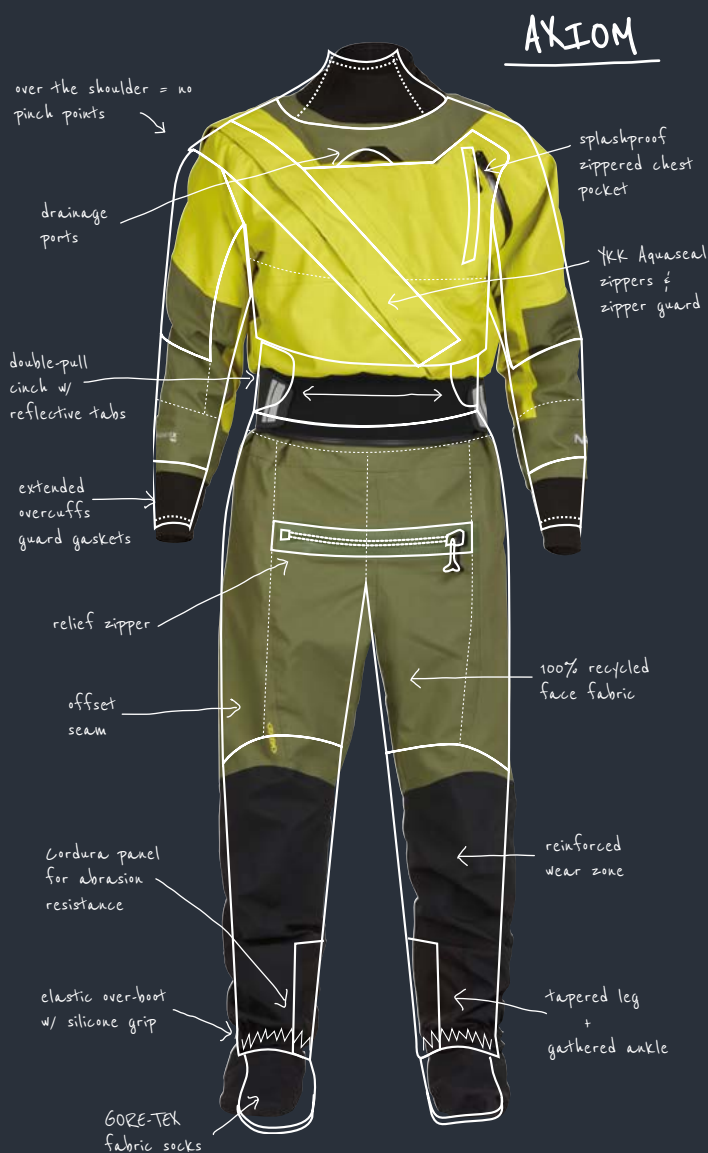 AXIOM
over the shoulder = no
pinch points
splashproof
zippered chest
pocket
drainage
ports
YKK Aquaseal
zippers &
zipper guard
double-pull
cinch w/
reflective tabs
extended
overcuffs
guard gaskets
relief zipper
100% recycled
face fabric
offset
seam
Cordura panel
for abrasion
resistance
reinforced
wear zone
elastic over-boot
w/ silicone grip
tapered leg
+
gathered ankle
GORE-TEX
fabric socks